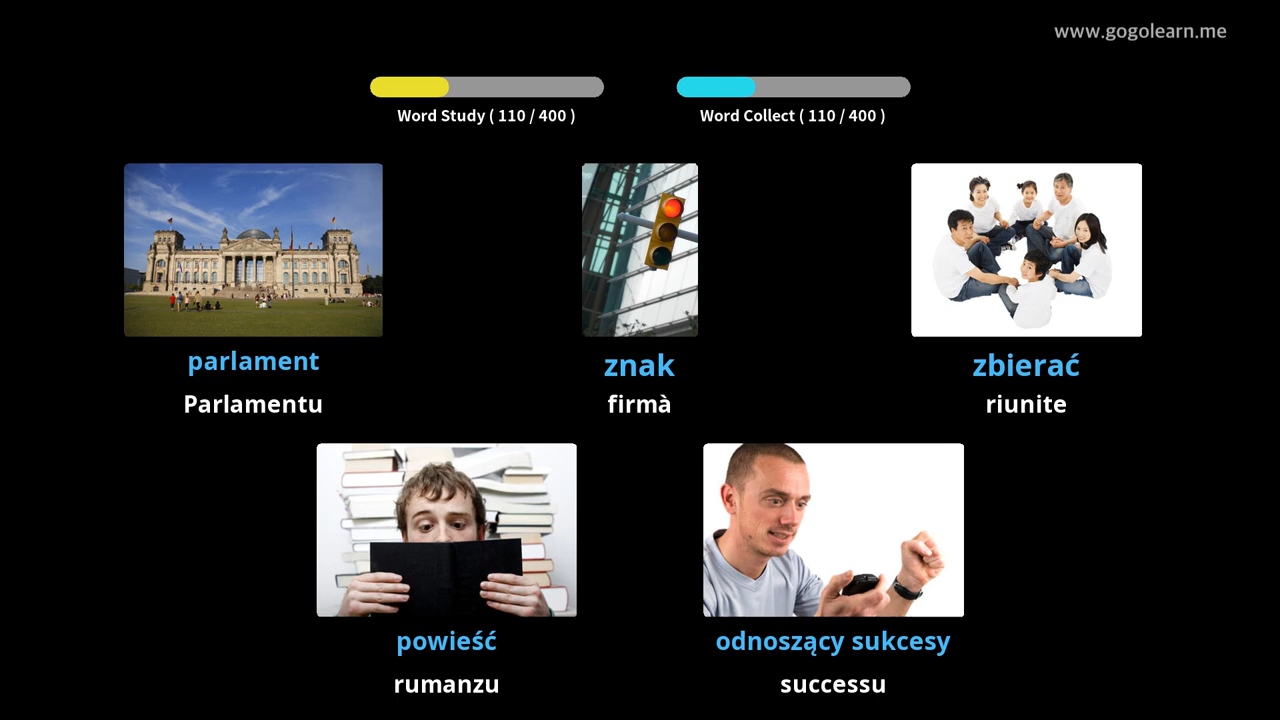 www.gogolearn.me
Word Study ( 110 / 400 )
Word Collect ( 110 / 400 )
parlament
Parlamentu
znak
firmà
zbierać
riunite
powieść
rumanzu
odnoszący sukcesy
successu